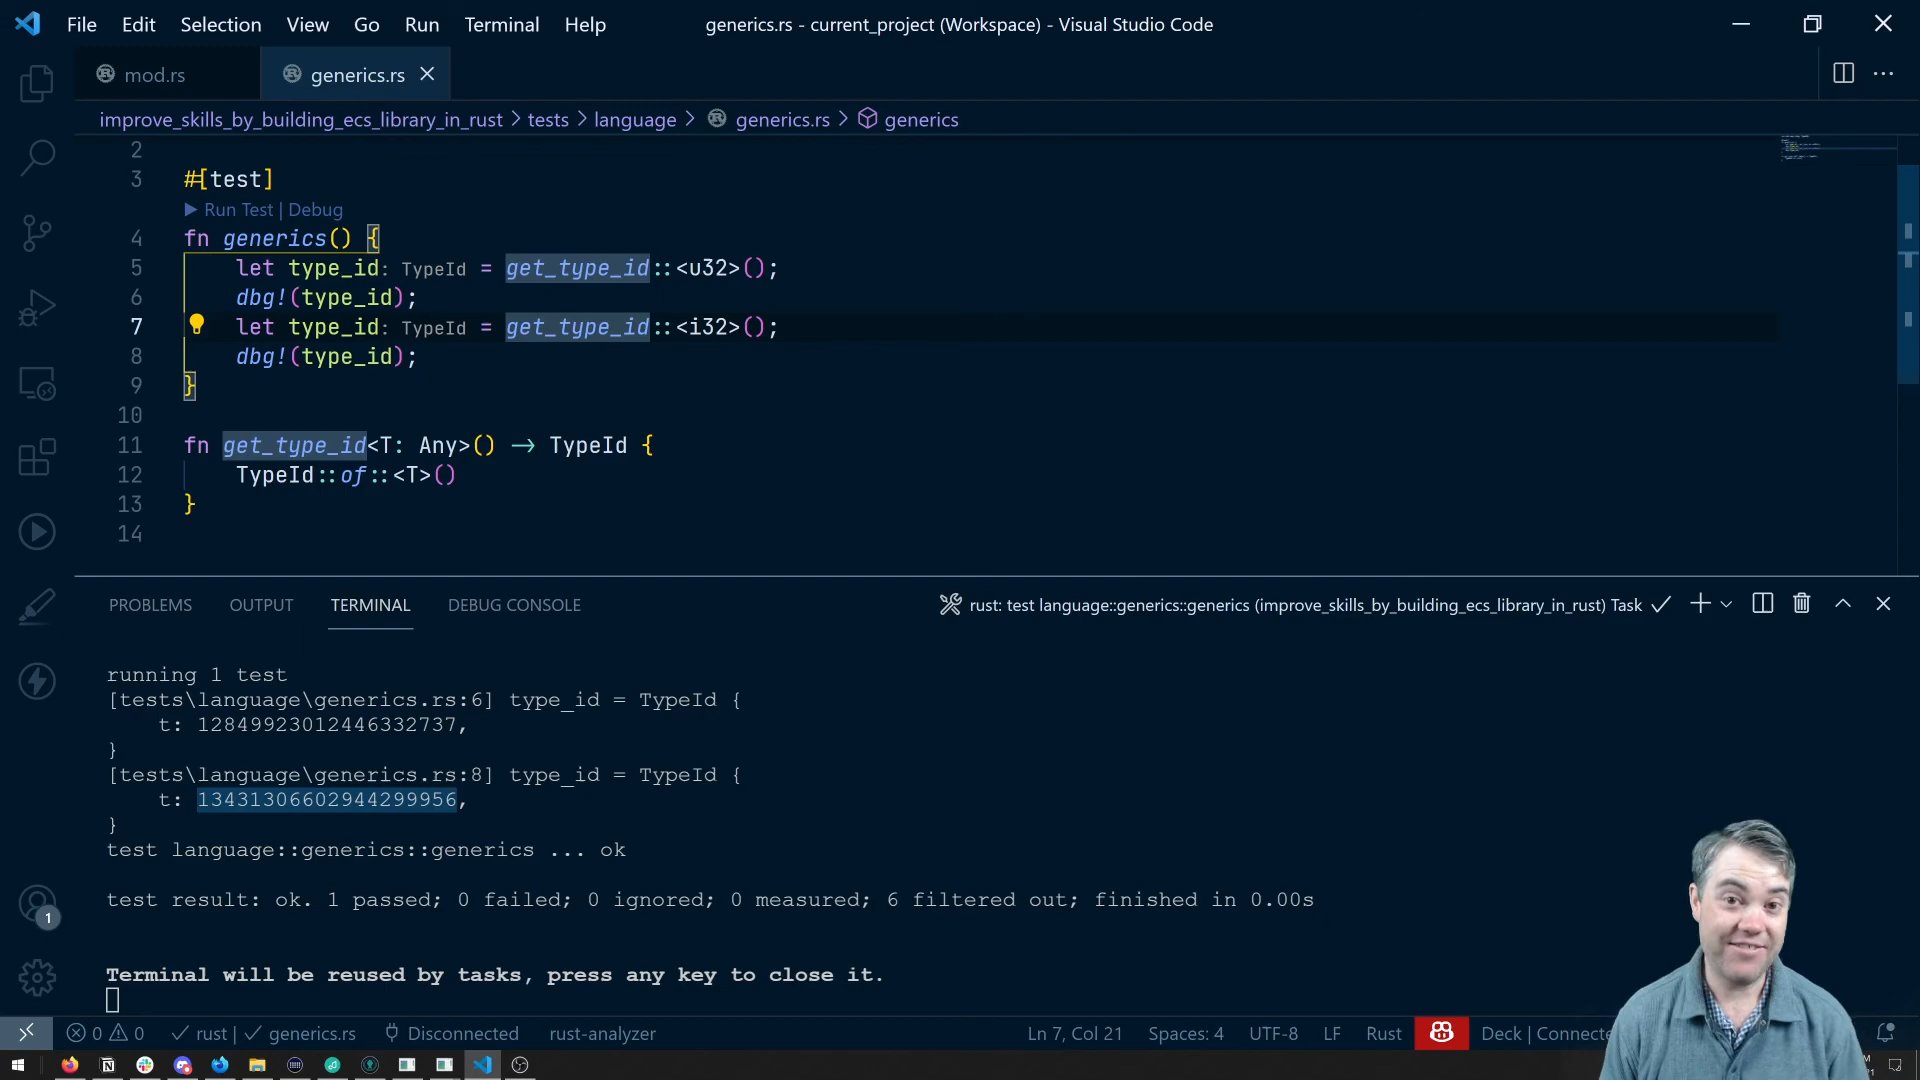 File Edit Selection View Go Run Terminal Help generics.rs - current_project (Workspace) - Visual Studio Code
mod.rs generics.rs
improve_skills_by_building_ecs_library_in_rust > tests > language > generics.rs > generics
2
3 #[test]
Run Test | Debug
4 fn generics() {
5 let type_id: TypeId = get_type_id::<u32>();
6 dbg!(type_id);
7 let type_id: TypeId = get_type_id::<i32>();
8 dbg!(type_id);
9 }
10
11 fn get_type_id<T: Any>() -> TypeId {
12 TypeId::of::<T>()
13 }
14
PROBLEMS OUTPUT TERMINAL DEBUG CONSOLE rust: test language::generics::generics (improve_skills_by_building_ecs_library_in_rust) Task
running 1 test
[tests\language\generics.rs:6] type_id = TypeId {
t: 12849923012446332737,
}
[tests\language\generics.rs:8] type_id = TypeId {
t: 13431306602944299956,
}
test language::generics::generics ... ok
test result: ok. 1 passed; 0 failed; 0 ignored; 0 measured; 6 filtered out; finished in 0.00s
Terminal will be reused by tasks, press any key to close it.
1
0 0 rust | generics.rs Disconnected rust-analyzer Ln 7, Col 21 Spaces: 4 UTF-8 LF Rust Deck | Connecte